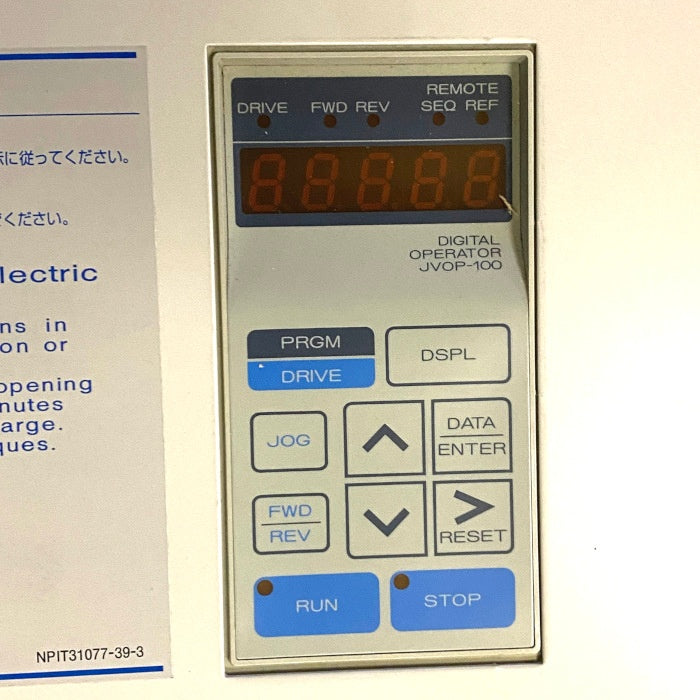 に従ってください。
ください。
lectric
ns in
on or
opening
nutes
arge.
ques.
NPIT31077-39-3
REMOTE
DRIVE FWD REV SEQ REF
88888
DIGITAL
OPERATOR
JVOP-100
PRGM
DRIVE
DSPL
JOG
DATA
ENTER
FWD
REV
RESET
RUN
STOP